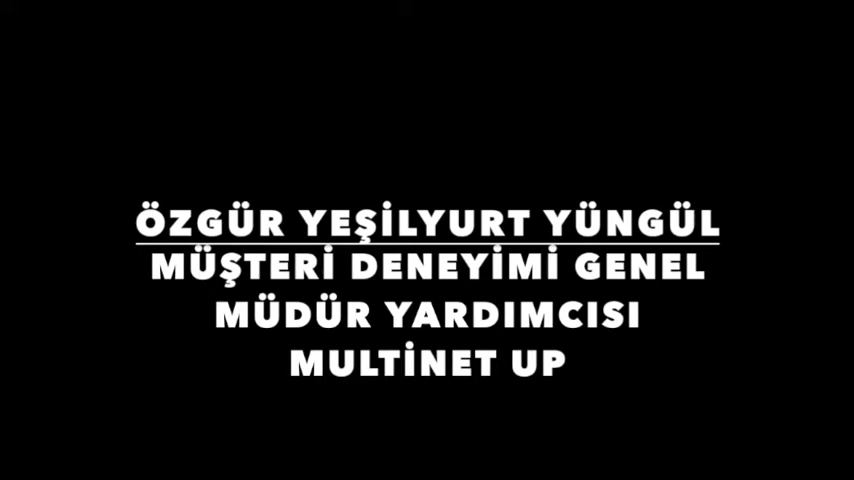 ÖZGÜR YEŞİLYURT YÜNGÜL
MÜŞTERİ DENEYİMİ GENEL
MÜDÜR YARDIMCISI
MULTİNET UP